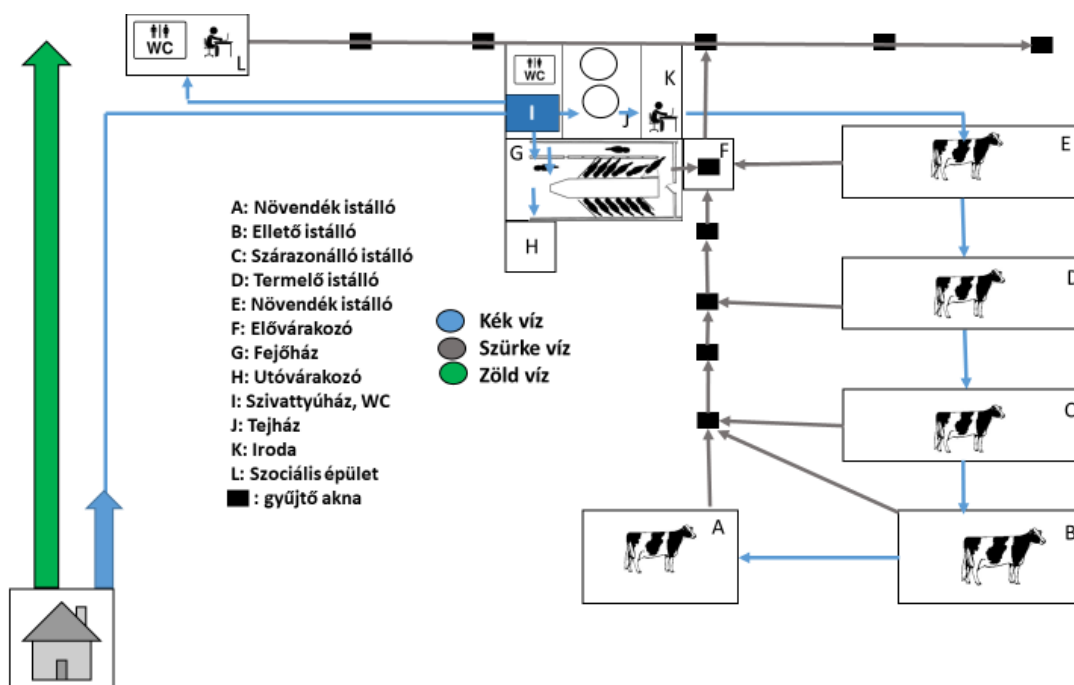 WC
L
WC
K
I
J
E
G
F
A: Növendék istálló
B: Ellető istálló
C: Szárazonálló istálló
D: Termelő istálló
E: Növendék istálló
F: Elővárakozó
G: Fejőház
H: Utóvárakozó
I: Szivattyúház, WC
J: Tejház
K: Iroda
L: Szociális épület
: gyűjtő akna
H
Kék víz
Szürke víz
Zöld víz
D
C
A
B